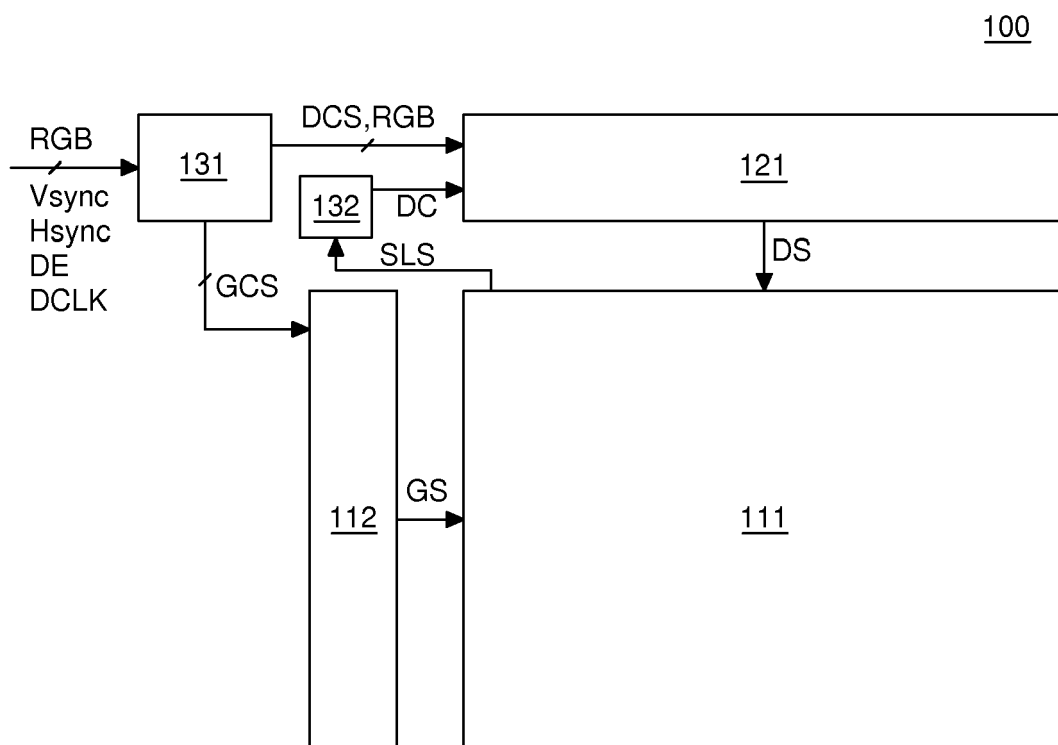 100
DCS,RGB
RGB
131
121
132
DC
Vsync
Hsync
DE
DCLK
SLS
DS
GCS
GS
112
111